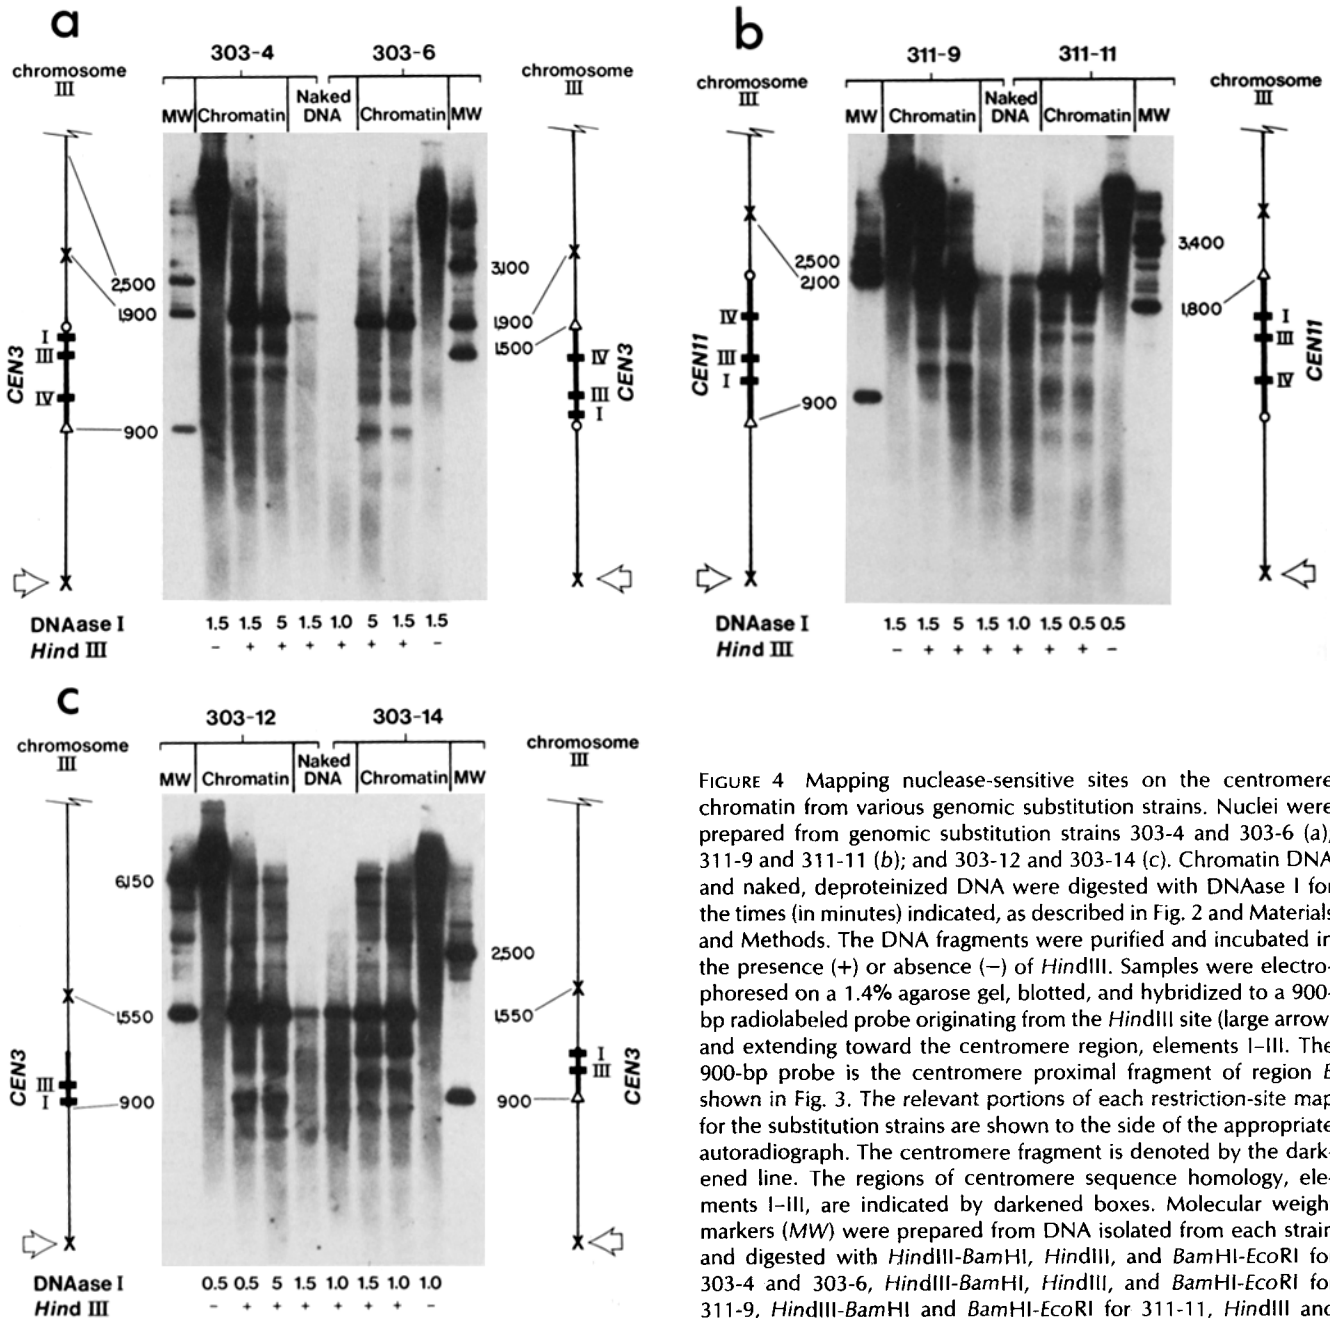 a
303-4
303-6
chromosome
III
MW
Chromatin
Naked
DNA
Chromatin
MW
chromosome
III
2,500
1,900
I
III
IV
CEN3
900
3,100
1,900
1,500
IV
III
I
CEN3
DNAase I 1.5 1.5 5 1.5 1.0 5 1.5 1.5
Hind III - + + + + + + -
b
311-9
311-11
chromosome
III
MW
Chromatin
Naked
DNA
Chromatin
MW
chromosome
III
2,500
2,100
IV
III
I
CEN11
900
3,400
1,800
I
III
IV
CEN11
DNAase I 1.5 1.5 5 1.5 1.0 1.5 0.5 0.5
Hind III - + + + + + + -
c
303-12
303-14
chromosome
III
MW
Chromatin
Naked
DNA
Chromatin
MW
chromosome
III
6,150
1,550
III
I
CEN3
900
2,500
1,550
I
III
900
CEN3
DNAase I 0.5 0.5 5 1.5 1.0 1.5 1.0 1.0
Hind III - + + + + + + -
FIGURE 4 Mapping nuclease-sensitive sites on the centromere
chromatin from various genomic substitution strains. Nuclei were
prepared from genomic substitution strains 303-4 and 303-6 (a),
311-9 and 311-11 (b); and 303-12 and 303-14 (c). Chromatin DNA
and naked, deproteinized DNA were digested with DNAase I for
the times (in minutes) indicated, as described in Fig. 2 and Materials
and Methods. The DNA fragments were purified and incubated in
the presence (+) or absence (−) of HindIII. Samples were electro-
phoresed on a 1.4% agarose gel, blotted, and hybridized to a 900-
bp radiolabeled probe originating from the HindIII site (large arrow)
and extending toward the centromere region, elements I–III. The
900-bp probe is the centromere proximal fragment of region E
shown in Fig. 3. The relevant portions of each restriction-site map
for the substitution strains are shown to the side of the appropriate
autoradiograph. The centromere fragment is denoted by the dark-
ened line. The regions of centromere sequence homology, ele-
ments I–III, are indicated by darkened boxes. Molecular weight
markers (MW) were prepared from DNA isolated from each strain
and digested with HindIII-BamHI, HindIII, and BamHI-EcoRI for
303-4 and 303-6, HindIII-BamHI, HindIII, and BamHI-EcoRI for
311-9, HindIII-BamHI and BamHI-EcoRI for 311-11, HindIII and